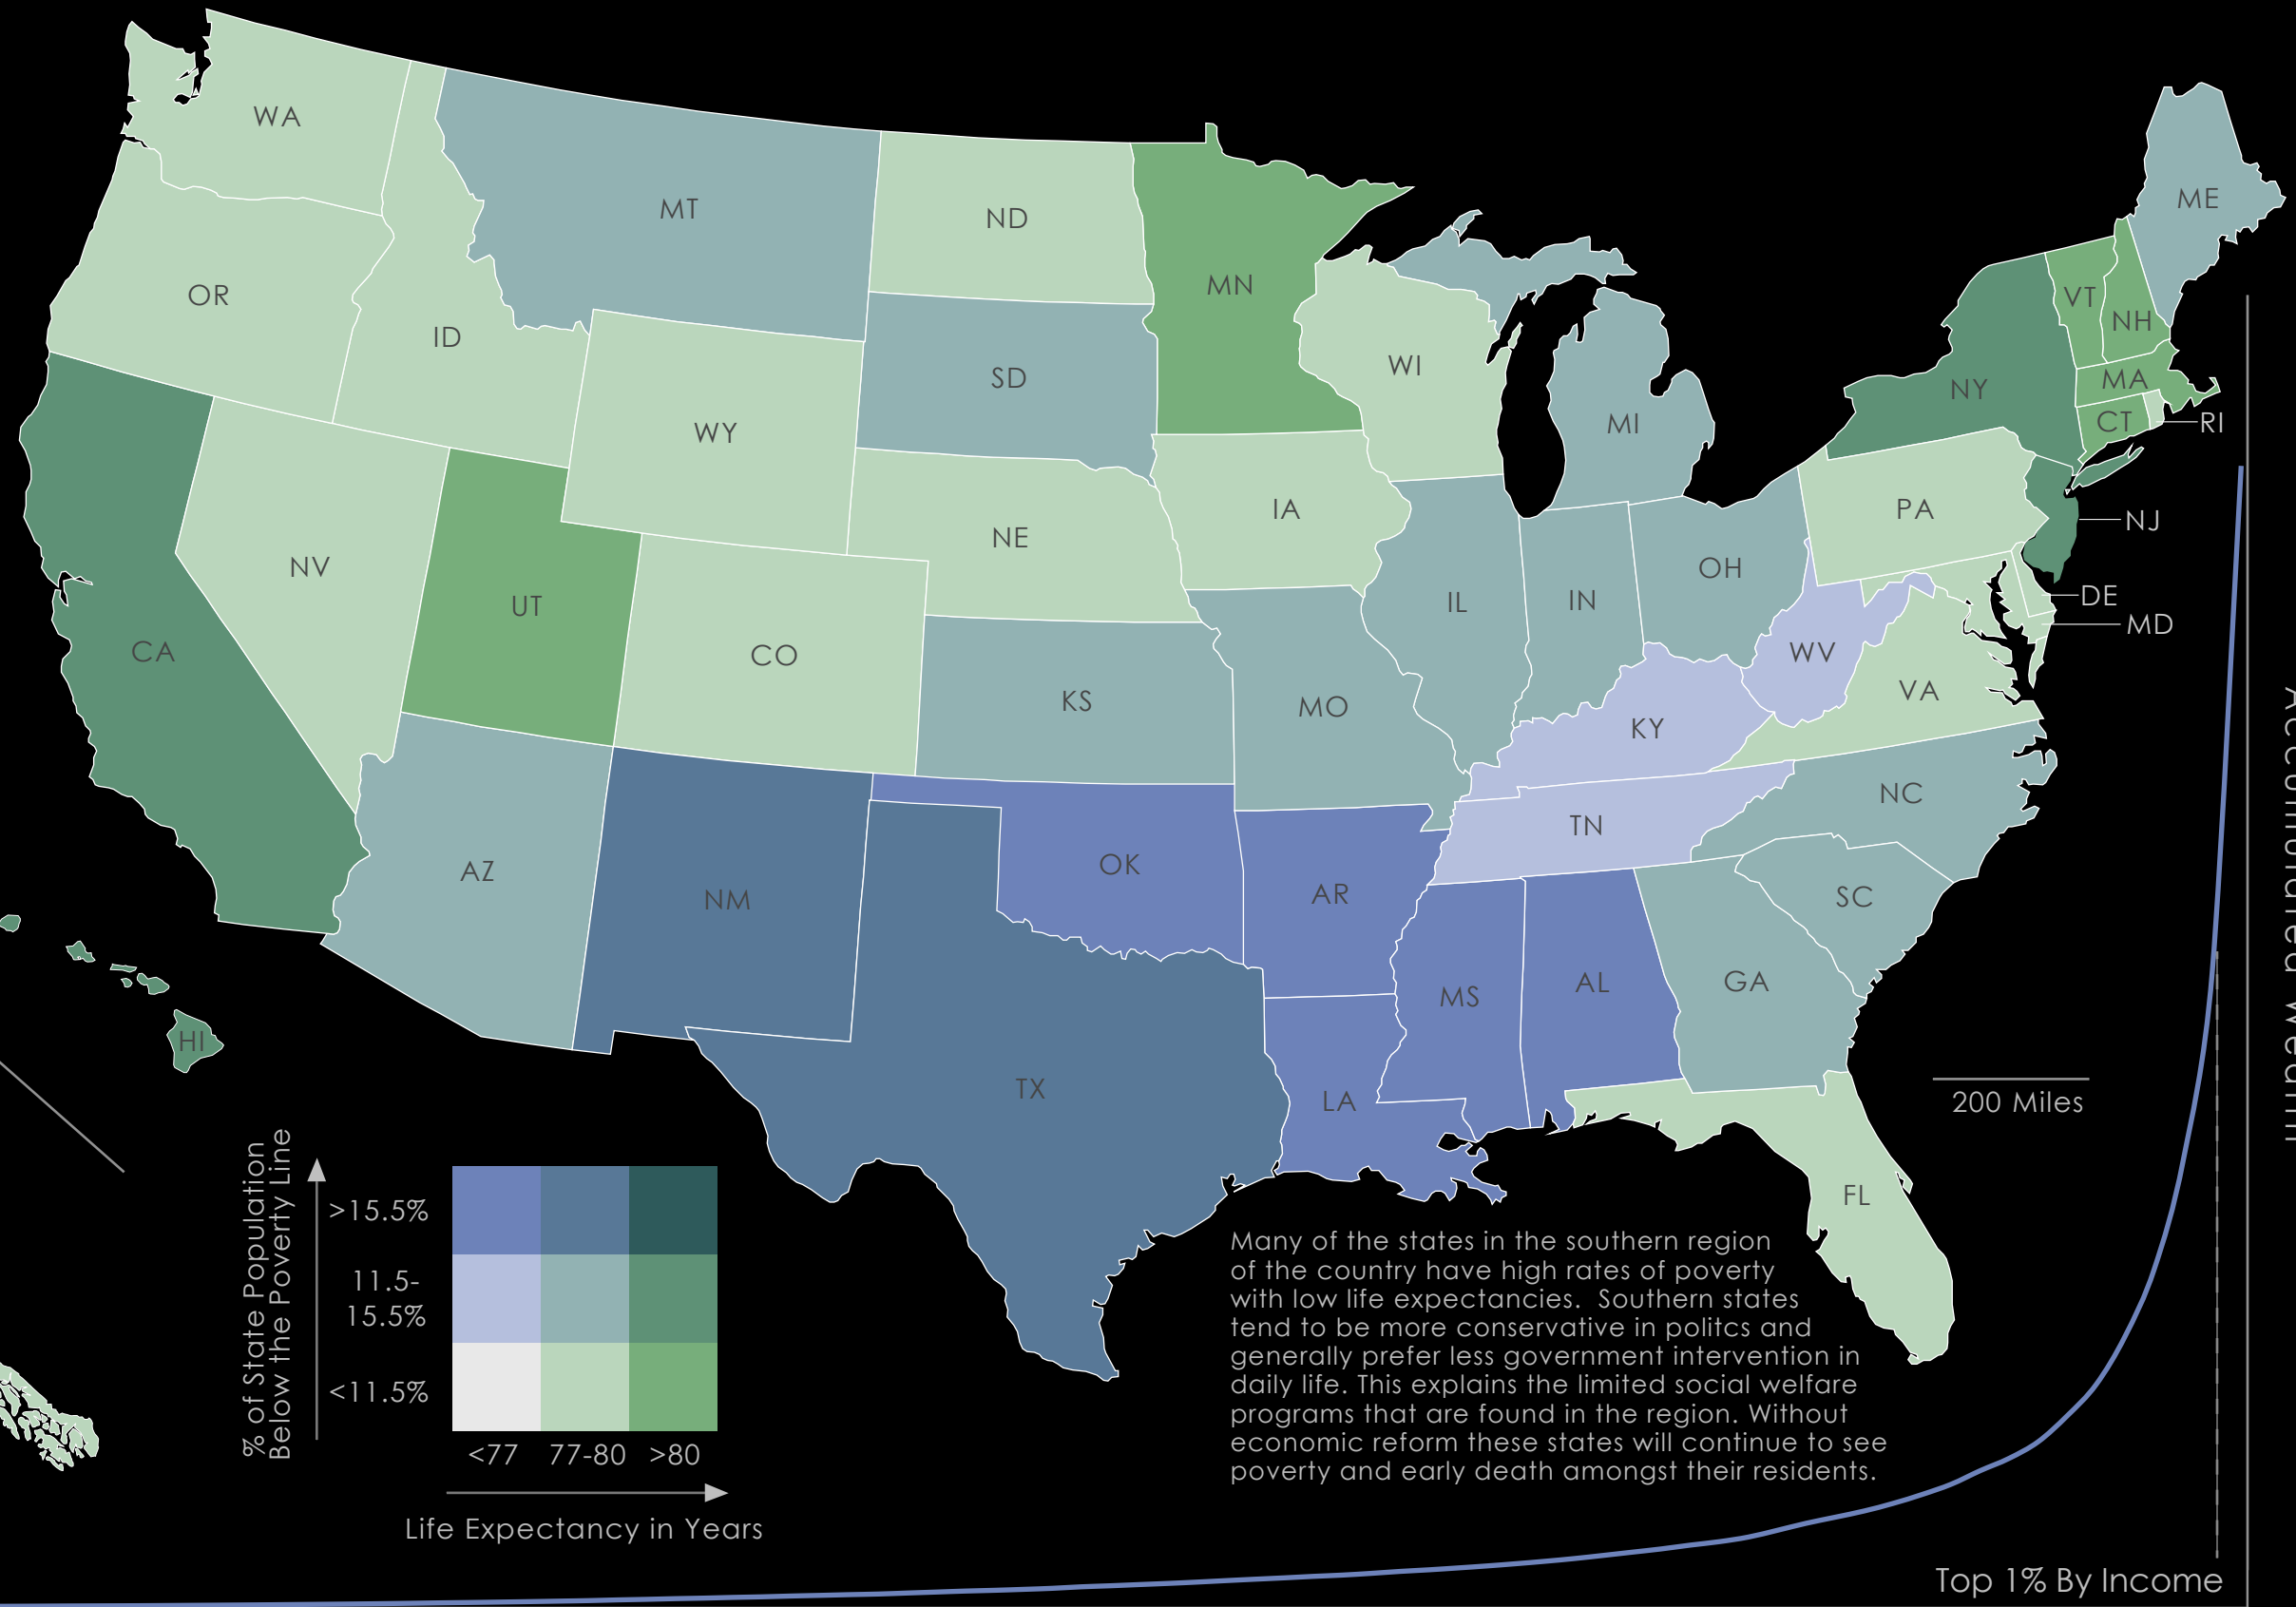 WA
MT
ND
MN
ME
OR
ID
SD
WI
VT
NH
NY
MA
CT
RI
WY
MI
NV
UT
NE
IA
PA
NJ
CA
CO
IL
IN
OH
DE
MD
KS
MO
WV
VA
KY
AZ
NM
OK
AR
TN
NC
SC
MS
AL
GA
HI
TX
LA
FL
200 Miles
Accumulated Wealth
% of State Population
Below the Poverty Line
>15.5%
11.5-
15.5%
<11.5%
<77 77-80 >80
Life Expectancy in Years
Many of the states in the southern region
of the country have high rates of poverty
with low life expectancies.  Southern states
tend to be more conservative in politcs and
generally prefer less government intervention in
daily life. This explains the limited social welfare
programs that are found in the region. Without
economic reform these states will continue to see
poverty and early death amongst their residents.
Top 1% By Income